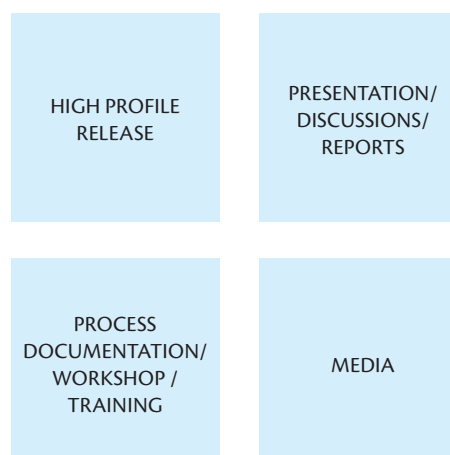 HIGH PROFILE
RELEASE
PRESENTATION/
DISCUSSIONS/
REPORTS
PROCESS
DOCUMENTATION/
WORKSHOP /
TRAINING
MEDIA